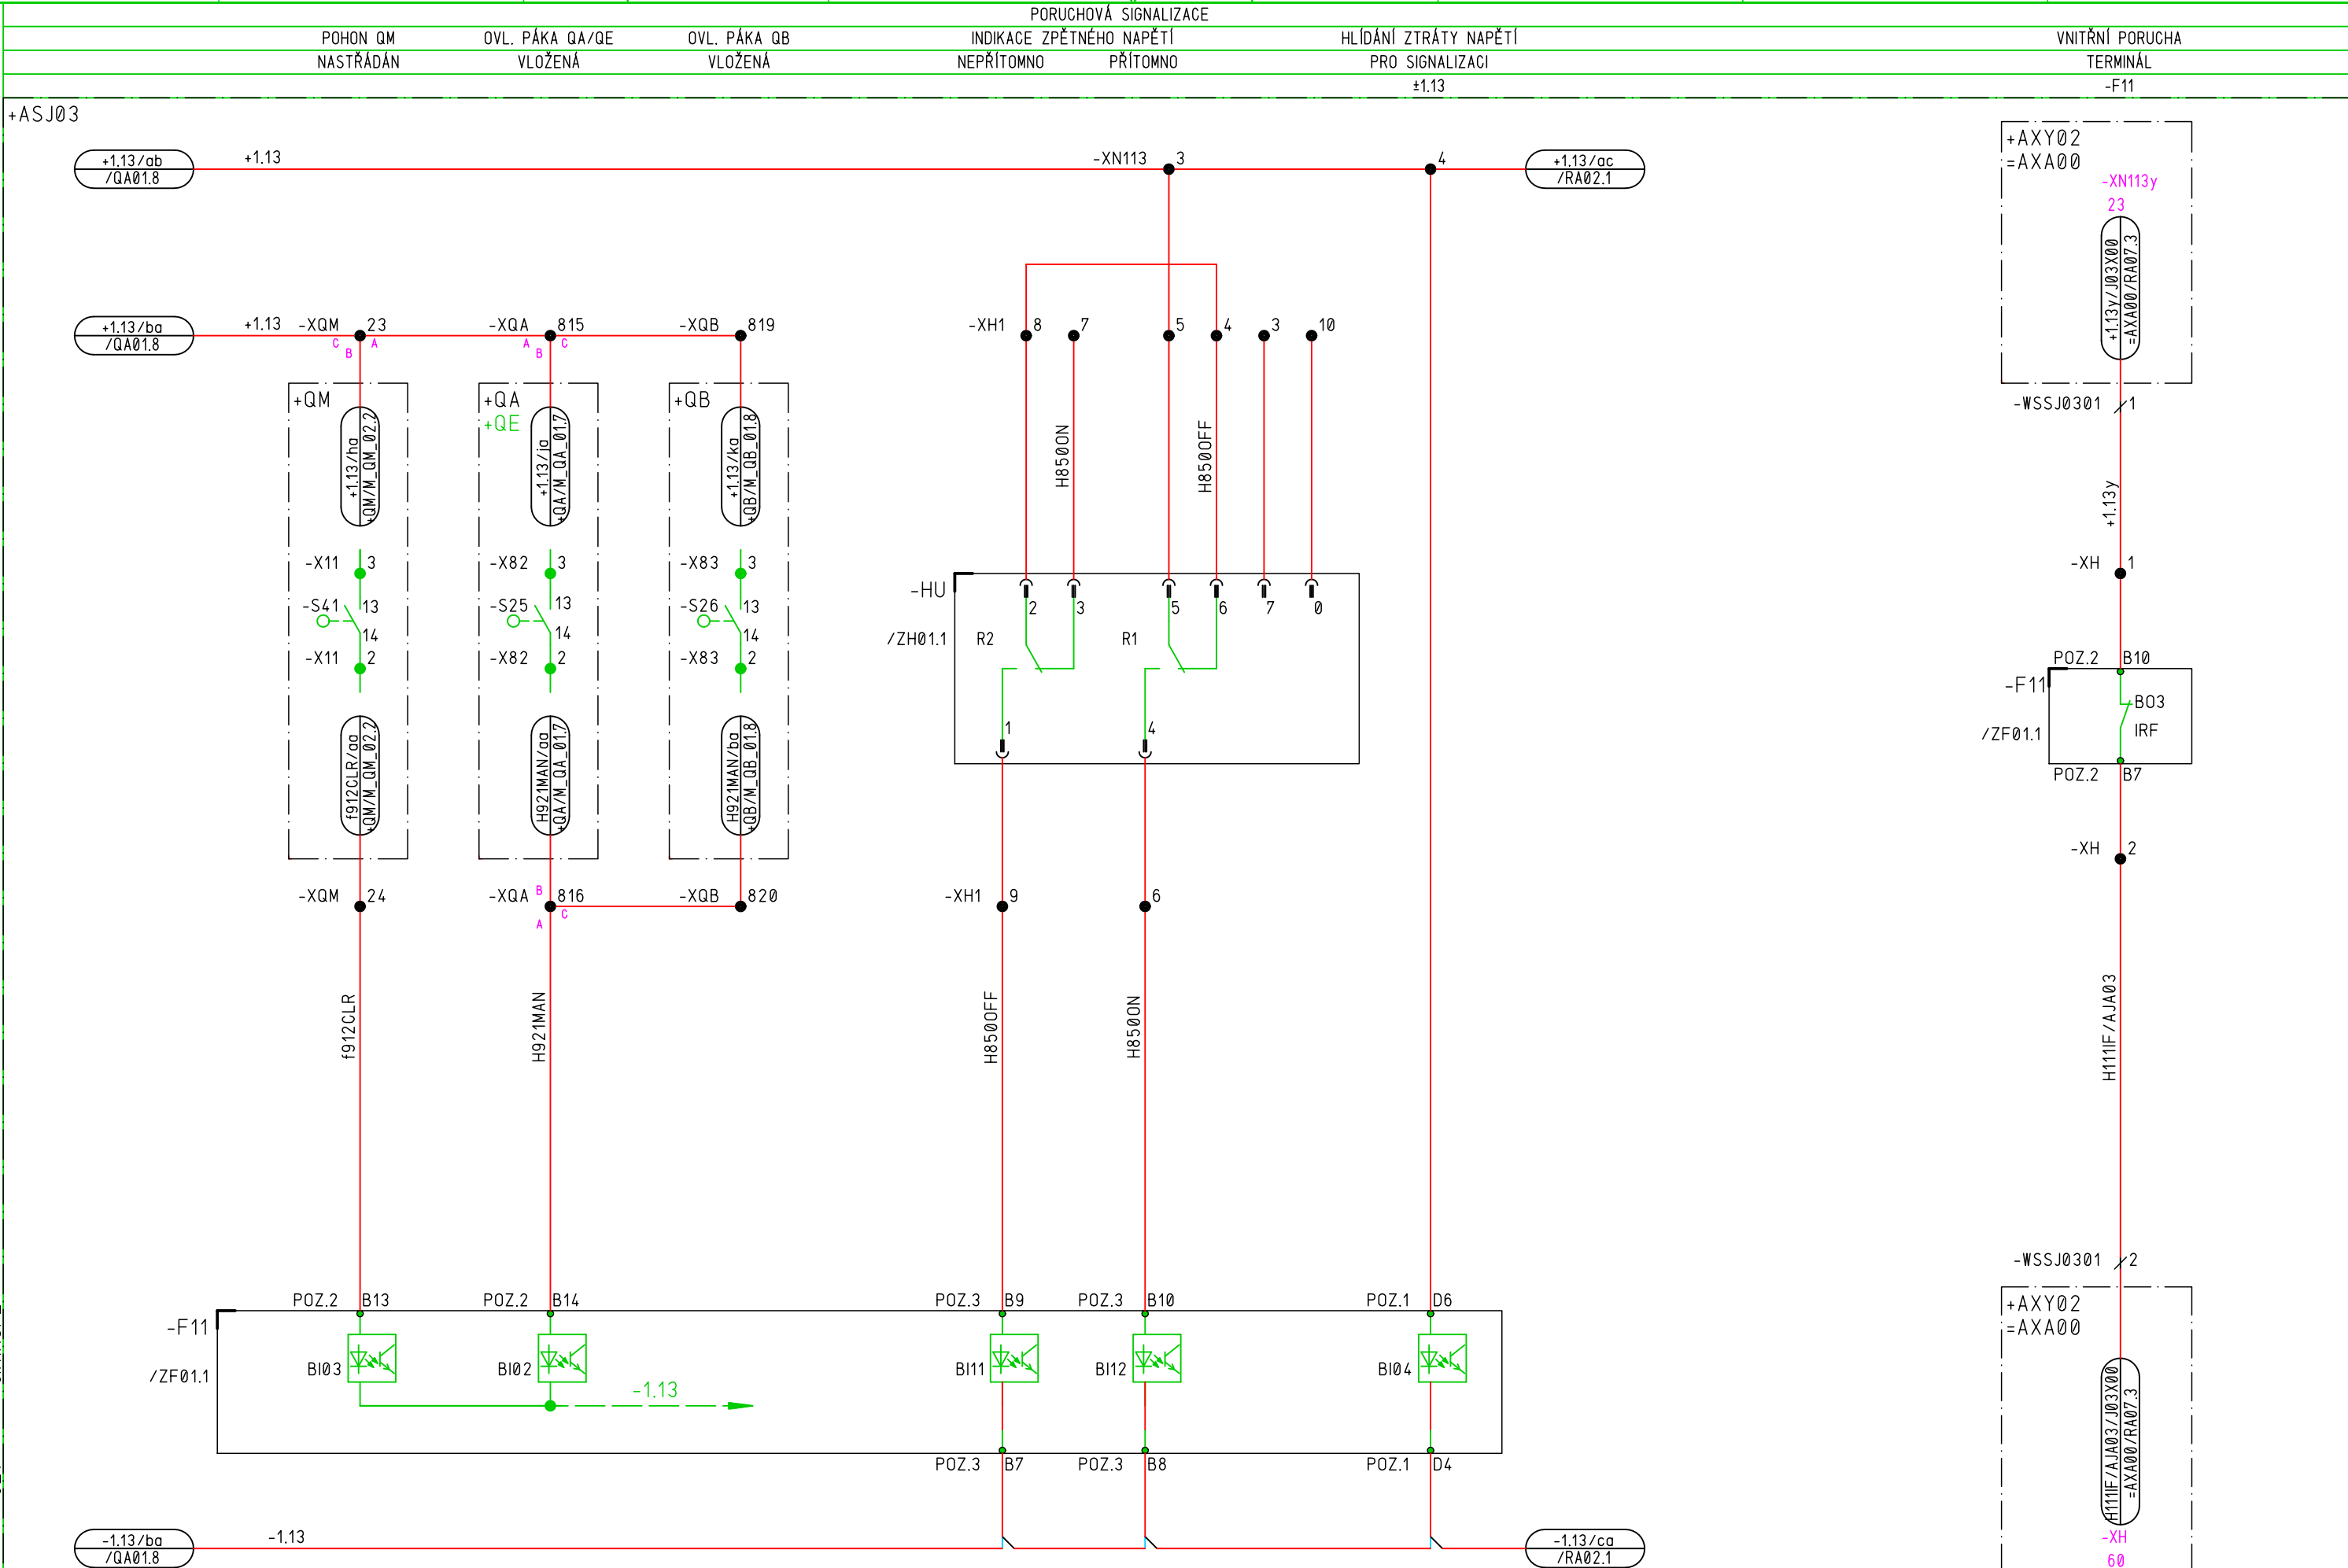 PORUCHOVÁ SIGNALIZACE
POHON QM OVL. PÁKA QA/QE OVL. PÁKA QB INDIKACE ZPĚTNÉHO NAPĚTÍ HLÍDÁNÍ ZTRÁTY NAPĚTÍ VNITŘNÍ PORUCHA
NASTŘÁDÁN VLOŽENÁ VLOŽENÁ NEPŘÍTOMNO PŘÍTOMNO PRO SIGNALIZACI TERMINÁL
±1.13 -F11
+ASJ03
+AXY02
=AXA00
+1.13/ab
/QA01.8
+1.13
-XN113 3 4
+1.13/ac
/RA02.1
-XN113y
23
+1.13y/J03X00
=AXA00/RA07.3
+1.13/ba
/QA01.8
+1.13 -XQM 23 -XQA 815 -XQB 819 -XH1 8 7 5 4 3 10
C B A A B C
+QM +QA +QB
+QE
-WSSJ0301 1
+1.13/ha
+QM/M_QM_02.2
+1.13/ja
+QA/M_QA_01.7
+1.13/ka
+QB/M_QB_01.8
H850ON
H850OFF
+1.13y
-X11 3 -X82 3 -X83 3 -XH 1
-HU
/ZH01.1
2 3 5 6 7 0
-S41 13 14 -S25 13 14 -S26 13 14
R2 R1
-X11 2 -X82 2 -X83 2
POZ.2 B10
-F11
/ZF01.1
BO3
IRF
POZ.2 B7
1 4
f912CLR/aa
+QM/M_QM_02.2
H921MAN/aa
+QA/M_QA_01.7
H921MAN/ba
+QB/M_QB_01.8
-XH 2
-XQM 24 -XQA 816 -XQB 820 -XH1 9 6
B A C
f912CLR
H921MAN
H850OFF
H850ON
H111IF/AJA03
-WSSJ0301 2
POZ.2 B13 POZ.2 B14 POZ.3 B9 POZ.3 B10 POZ.1 D6
+AXY02
=AXA00
-F11
/ZF01.1
BI03 BI02 BI11 BI12 BI04
-1.13
H111IF/AJA03/J03X00
=AXA00/RA07.3
POZ.3 B7 POZ.3 B8 POZ.1 D4
-1.13/ba
/QA01.8
-1.13
-1.13/ca
/RA02.1
-XH
60